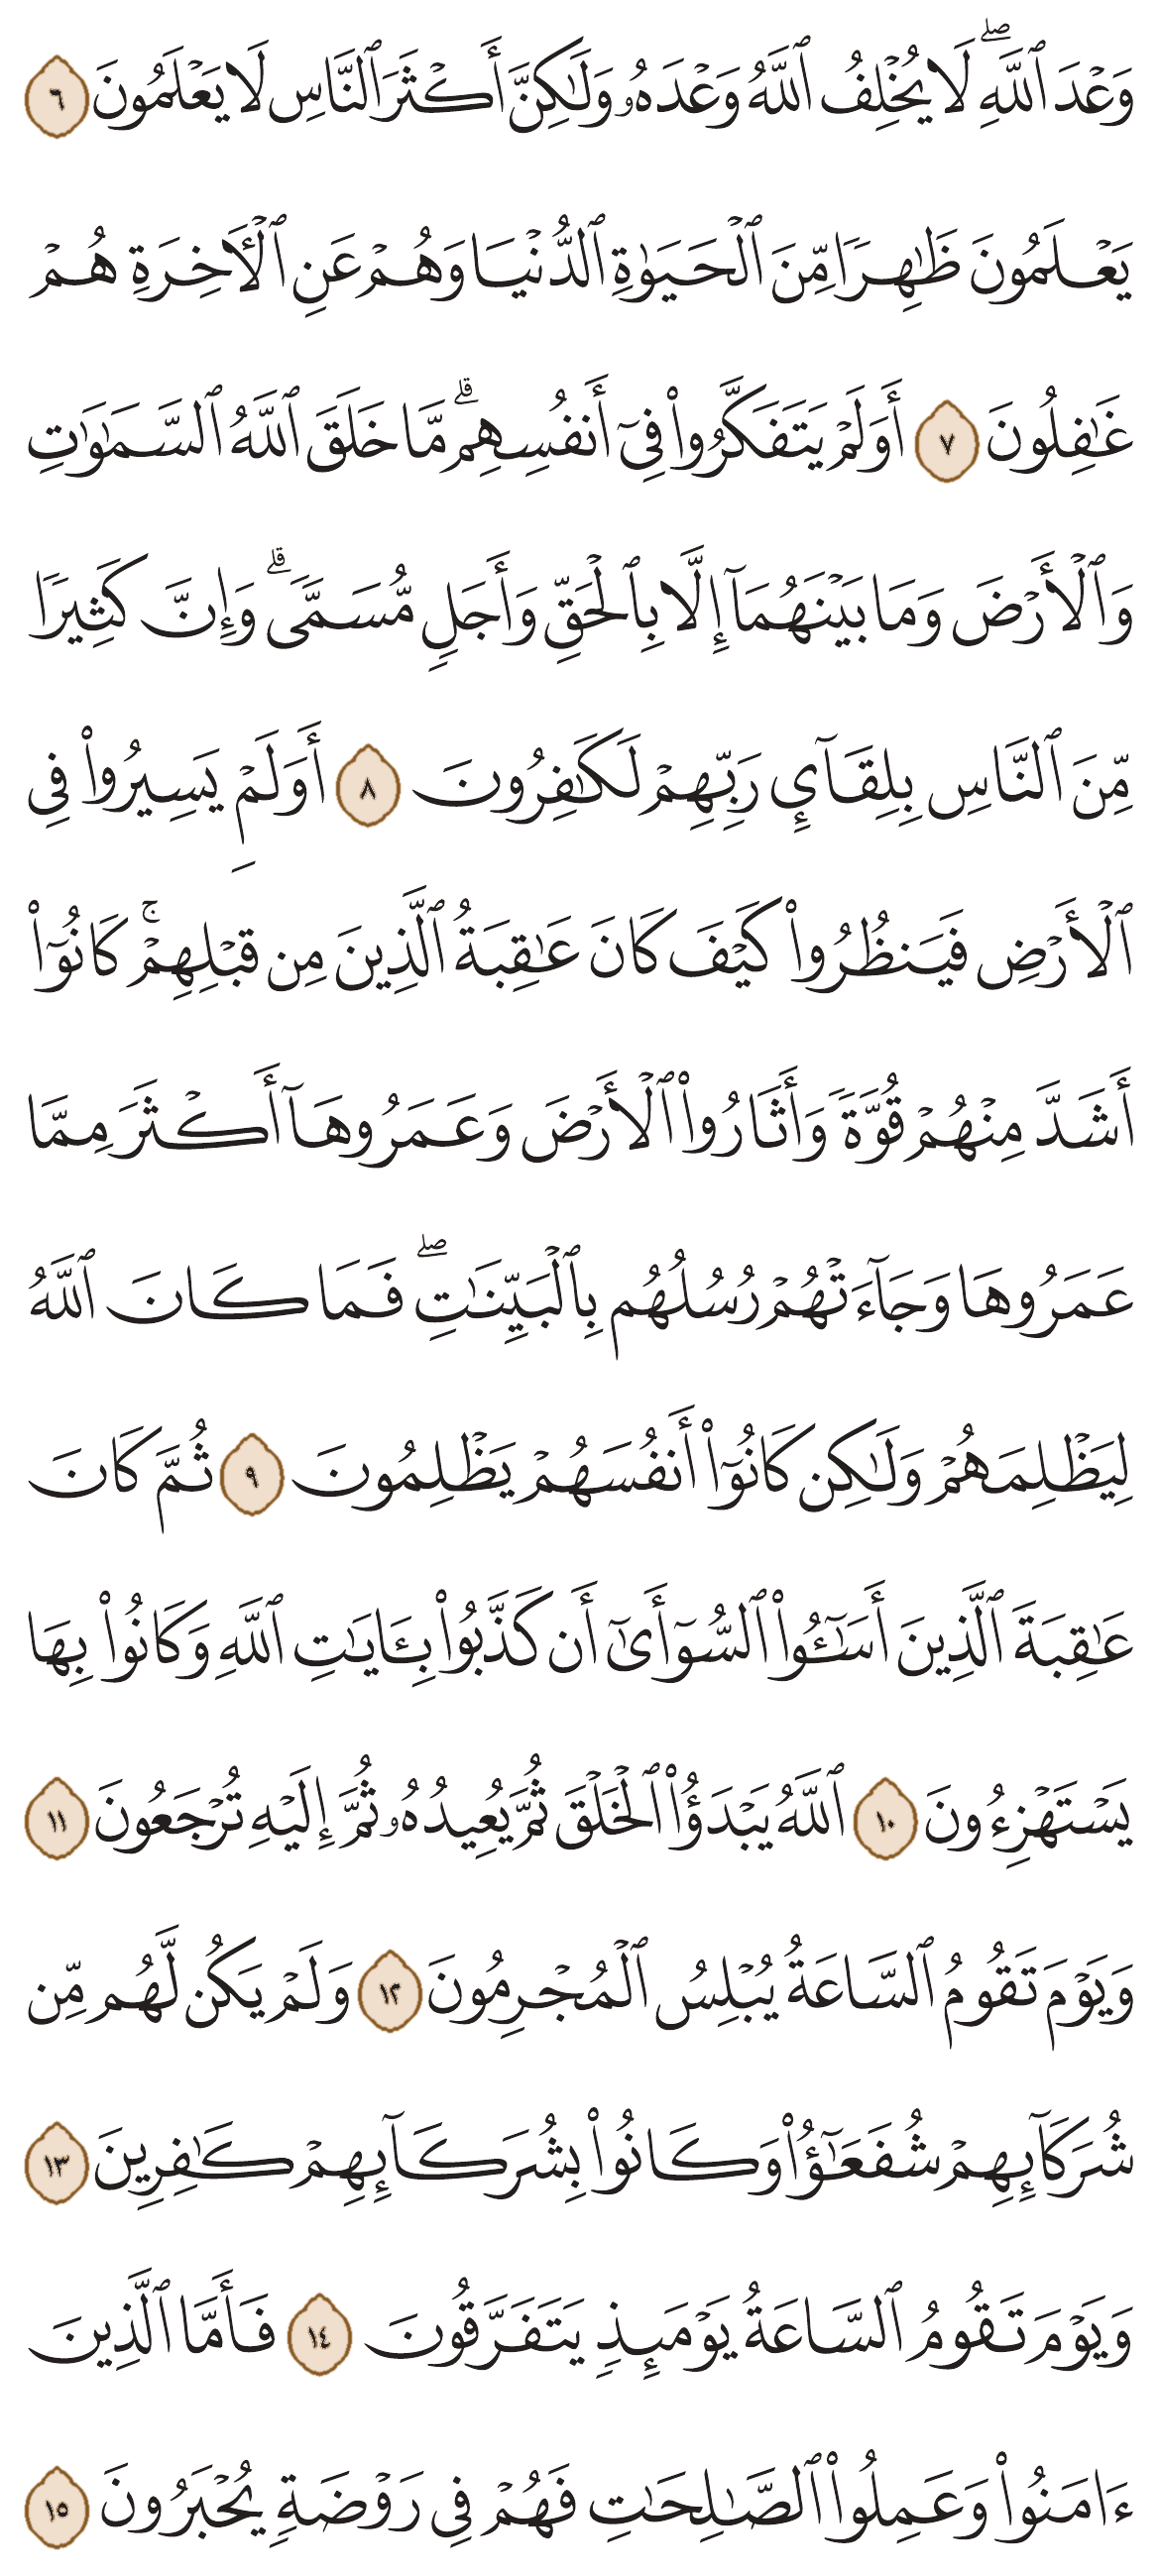 وَعْدَ ٱللَّهِ ۖ لَا يُخْلِفُ ٱللَّهُ وَعْدَهُۥ وَلَـٰكِنَّ أَكْثَرَ ٱلنَّاسِ لَا يَعْلَمُونَ ٦
يَعْلَمُونَ ظَـٰهِرًا مِّنَ ٱلْحَيَوٰةِ ٱلدُّنْيَا وَهُمْ عَنِ ٱلْـَٔاخِرَةِ هُمْ
غَـٰفِلُونَ ٧ أَوَلَمْ يَتَفَكَّرُوا۟ فِىٓ أَنفُسِهِم ۗ مَّا خَلَقَ ٱللَّهُ ٱلسَّمَـٰوَٰتِ
وَٱلْأَرْضَ وَمَا بَيْنَهُمَآ إِلَّا بِٱلْحَقِّ وَأَجَلٍ مُّسَمًّى ۗ وَإِنَّ كَثِيرًا
مِّنَ ٱلنَّاسِ بِلِقَآئِ رَبِّهِمْ لَكَـٰفِرُونَ ٨ أَوَلَمْ يَسِيرُوا۟ فِى
ٱلْأَرْضِ فَيَنظُرُوا۟ كَيْفَ كَانَ عَـٰقِبَةُ ٱلَّذِينَ مِن قَبْلِهِمْ ۚ كَانُوٓا۟
أَشَدَّ مِنْهُمْ قُوَّةً وَأَثَارُوا۟ ٱلْأَرْضَ وَعَمَرُوهَآ أَكْثَرَ مِمَّا
عَمَرُوهَا وَجَآءَتْهُمْ رُسُلُهُم بِٱلْبَيِّنَـٰتِ ۖ فَمَا كَانَ ٱللَّهُ
لِيَظْلِمَهُمْ وَلَـٰكِن كَانُوٓا۟ أَنفُسَهُمْ يَظْلِمُونَ ٩ ثُمَّ كَانَ
عَـٰقِبَةَ ٱلَّذِينَ أَسَـٰٓـُٔوا۟ ٱلسُّوٓأَىٰٓ أَن كَذَّبُوا۟ بِـَٔايَـٰتِ ٱللَّهِ وَكَانُوا۟ بِهَا
يَسْتَهْزِءُونَ ١٠ ٱللَّهُ يَبْدَؤُا۟ ٱلْخَلْقَ ثُمَّ يُعِيدُهُۥ ثُمَّ إِلَيْهِ تُرْجَعُونَ ١١
وَيَوْمَ تَقُومُ ٱلسَّاعَةُ يُبْلِسُ ٱلْمُجْرِمُونَ ١٢ وَلَمْ يَكُن لَّهُم مِّن
شُرَكَآئِهِمْ شُفَعَـٰٓؤُا۟ وَكَانُوا۟ بِشُرَكَآئِهِمْ كَـٰفِرِينَ ١٣
وَيَوْمَ تَقُومُ ٱلسَّاعَةُ يَوْمَئِذٍ يَتَفَرَّقُونَ ١٤ فَأَمَّا ٱلَّذِينَ
ءَامَنُوا۟ وَعَمِلُوا۟ ٱلصَّـٰلِحَـٰتِ فَهُمْ فِى رَوْضَةٍ يُحْبَرُونَ ١٥